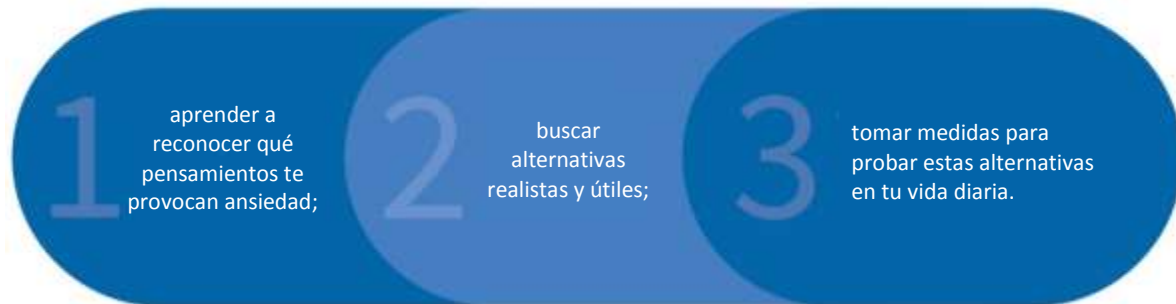 1
aprender a
reconocer qué
pensamientos te
provocan ansiedad;
2
buscar
alternativas
realistas y útiles;
3
tomar medidas para
probar estas alternativas
en tu vida diaria.